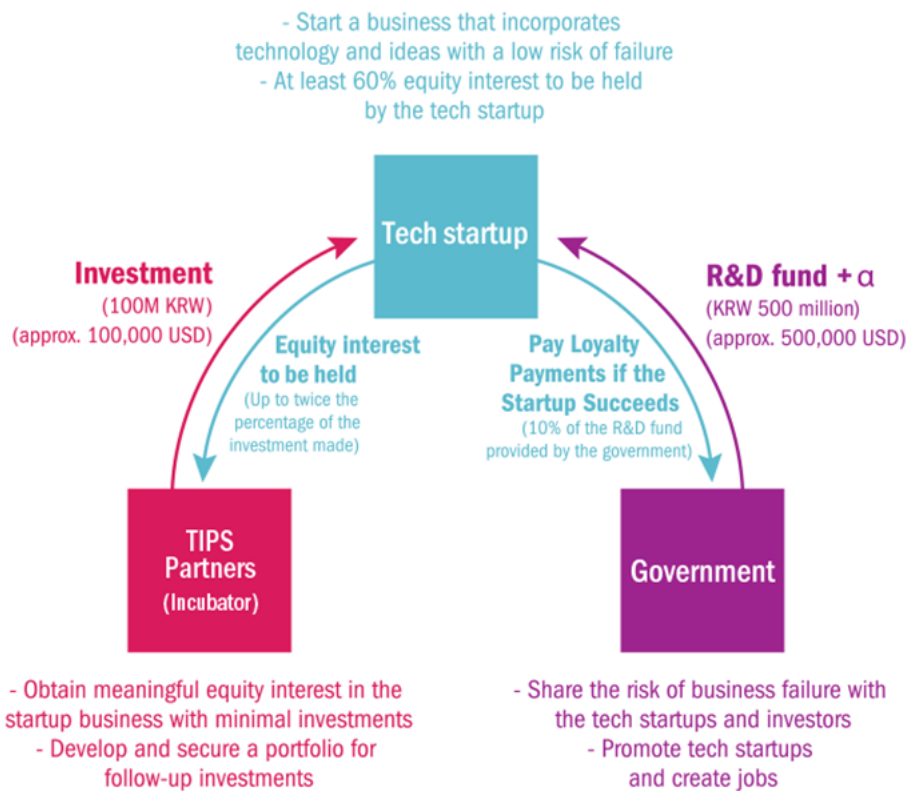 - Start a business that incorporates
technology and ideas with a low risk of failure
- At least 60% equity interest to be held
by the tech startup
Tech startup
Investment
(100M KRW)
(approx. 100,000 USD)
Equity interest
to be held
(Up to twice the
percentage of the
investment made)
Pay Loyalty
Payments if the
Startup Succeeds
(10% of the R&D fund
provided by the government)
R&D fund + α
(KRW 500 million)
(approx. 500,000 USD)
TIPS
Partners
(Incubator)
Government
- Obtain meaningful equity interest in the
startup business with minimal investments
- Develop and secure a portfolio for
follow-up investments
- Share the risk of business failure with
the tech startups and investors
- Promote tech startups
and create jobs